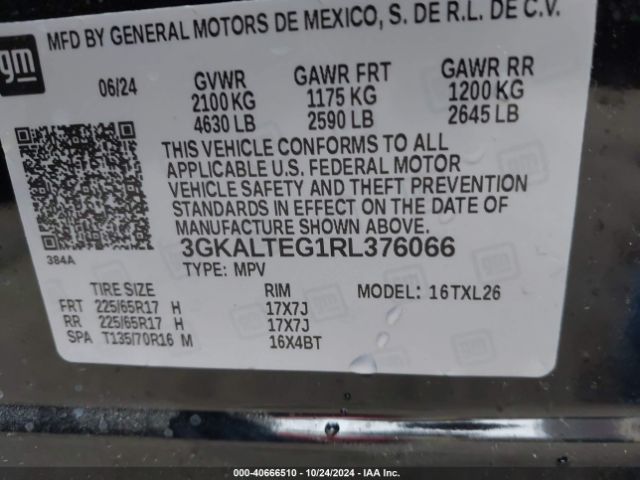 MFD BY GENERAL MOTORS DE MEXICO, S. DE R.L. DE C.V.
gm
06/24 GVWR GAWR FRT GAWR RR
2100 KG 1175 KG 1200 KG
4630 LB 2590 LB 2645 LB
THIS VEHICLE CONFORMS TO ALL
APPLICABLE U.S. FEDERAL MOTOR
VEHICLE SAFETY AND THEFT PREVENTION
STANDARDS IN EFFECT ON THE DATE OF
MANUFACTURE SHOWN ABOVE.
384A
3GKALTEG1RL376066
TYPE: MPV
TIRE SIZE RIM MODEL: 16TXL26
FRT 225/65R17 H 17X7J
RR 225/65R17 H 17X7J
SPA T135/70R16 M 16X4BT
000-40666510 - 10/24/2024 - IAA Inc.